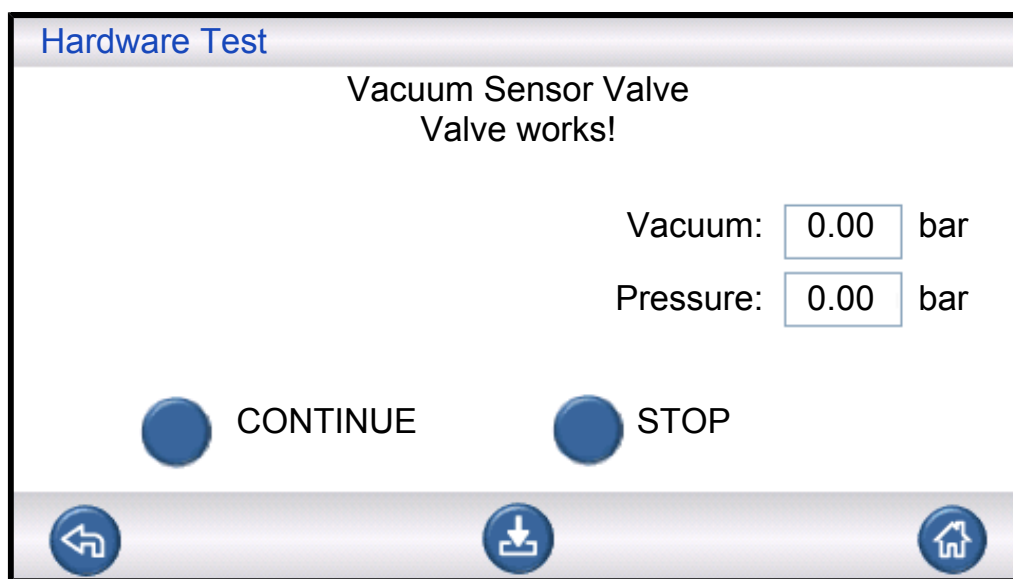 Hardware Test
Vacuum Sensor Valve
Valve works!
Vacuum: 0.00 bar
Pressure: 0.00 bar
CONTINUE STOP